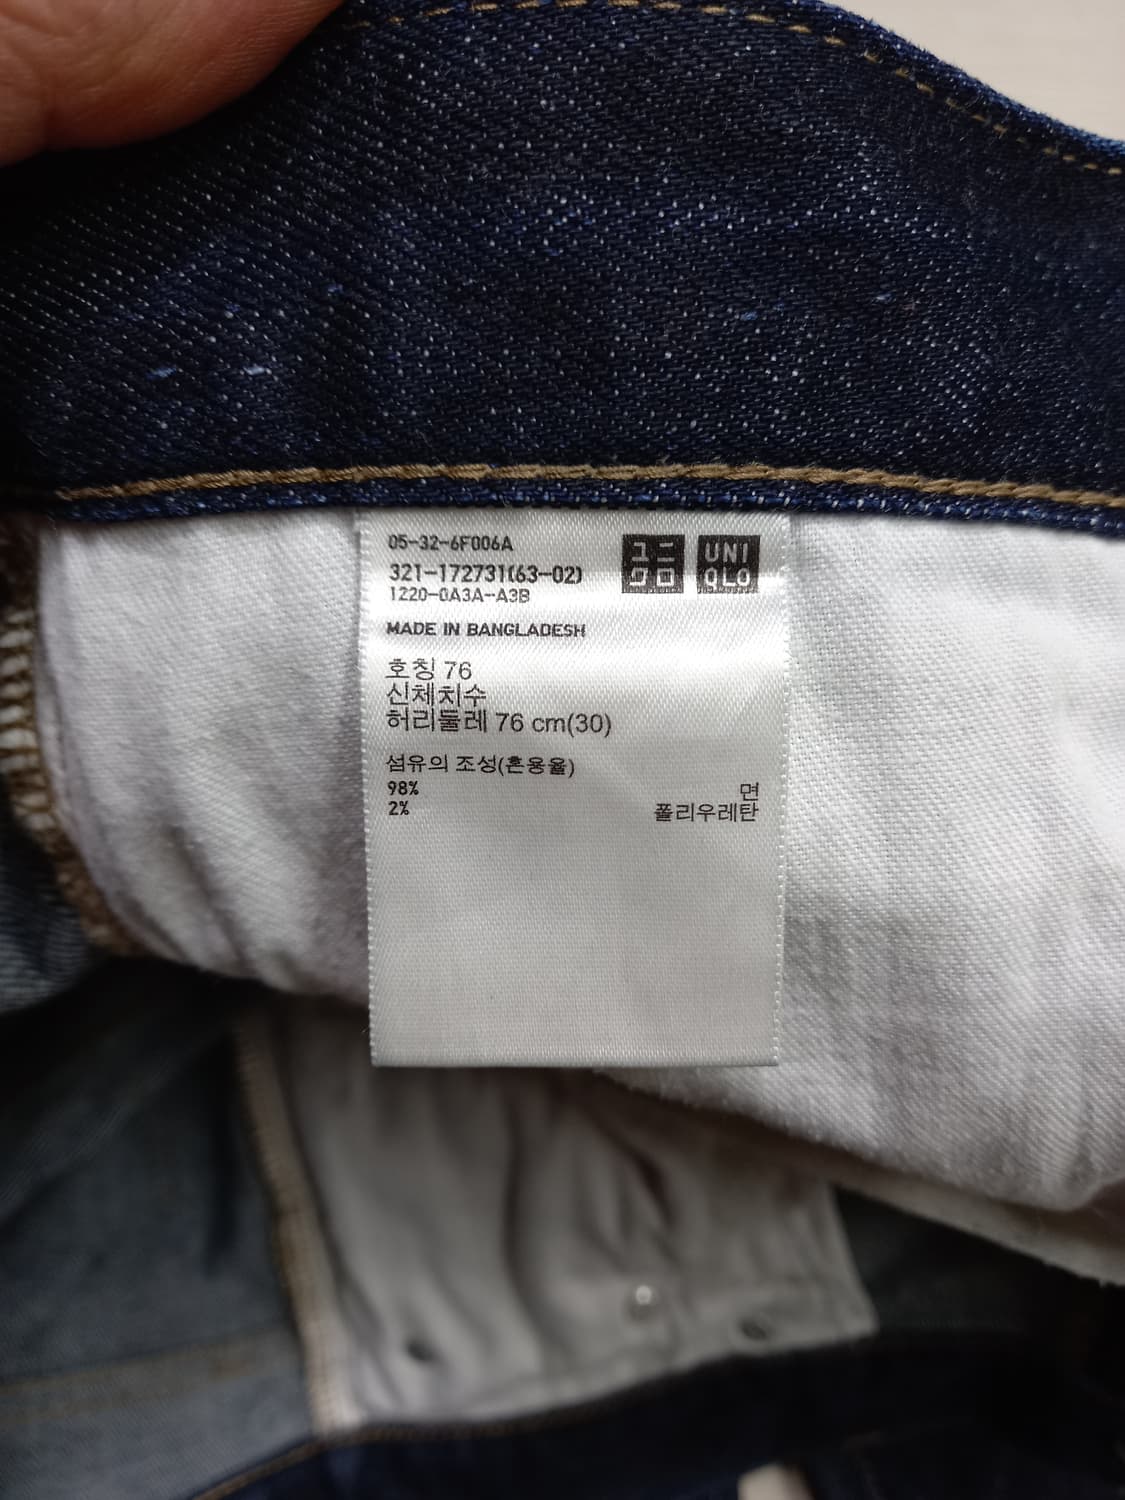 05-32-6F006A
321-172731(63-02)
1220-0A3A-A3B
ユニ
クロ
UNI
QLO
MADE IN BANGLADESH
호칭 76
신체치수
허리둘레 76 cm(30)
섬유의 조성(혼용율)
98% 면
2% 폴리우레탄